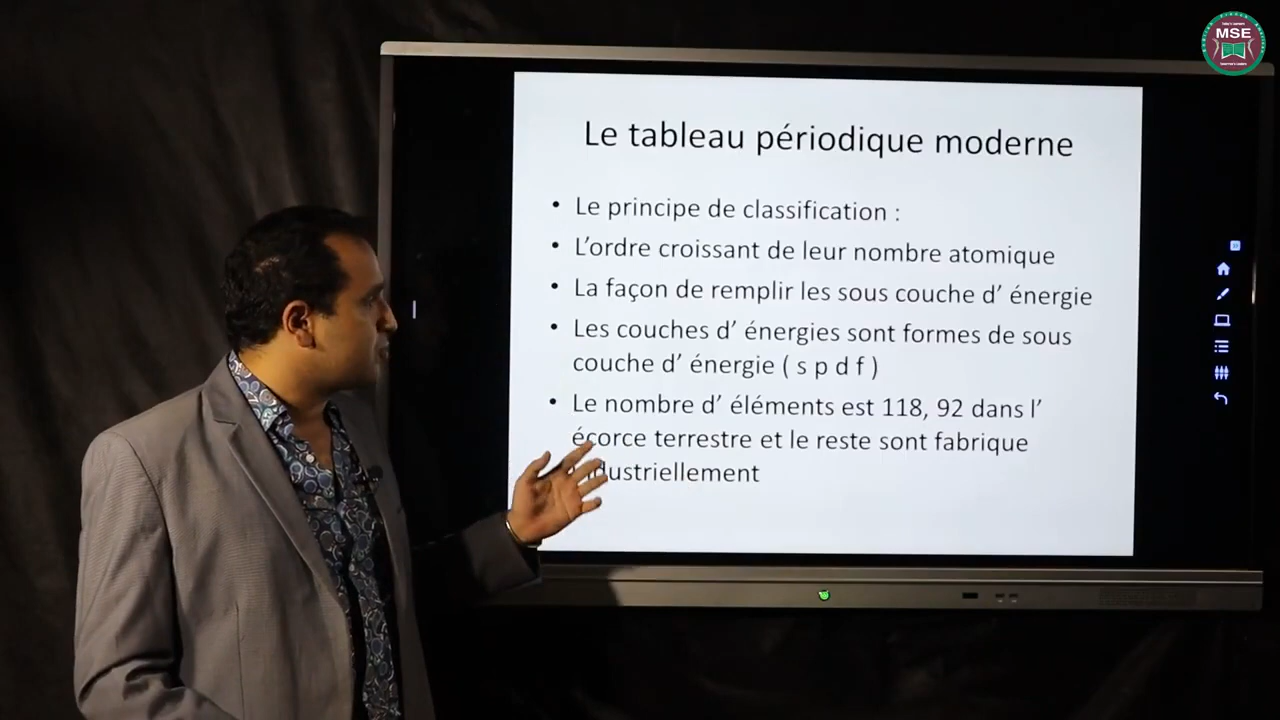 MSE
Le tableau périodique moderne
• Le principe de classification :
• L’ordre croissant de leur nombre atomique
• La façon de remplir les sous couche d’ énergie
• Les couches d’ énergies sont formes de sous
couche d’ énergie ( s p d f )
• Le nombre d’ éléments est 118, 92 dans l’
écorce terrestre et le reste sont fabrique
industriellement